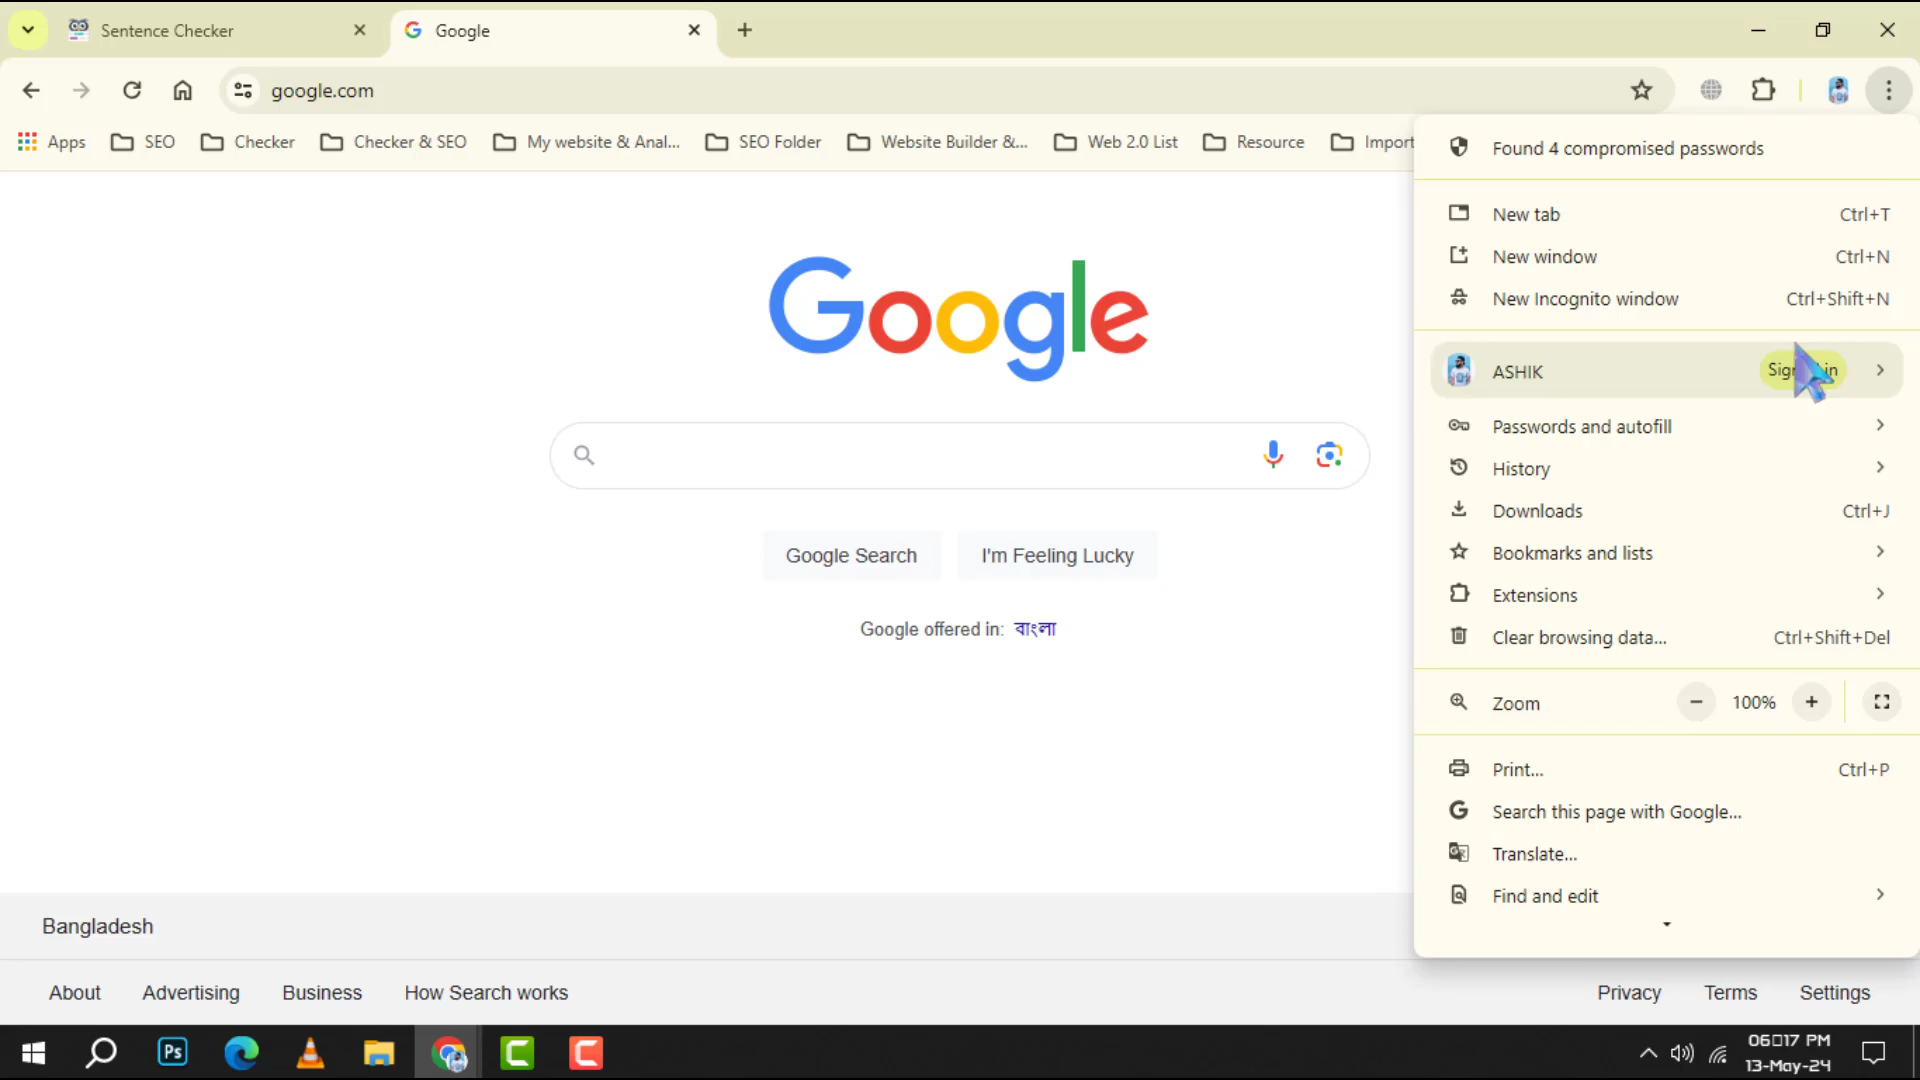 Sentence Checker
Google
google.com
Apps
SEO
Checker
Checker & SEO
My website & Anal...
SEO Folder
Website Builder &...
Web 2.0 List
Resource
Import
Found 4 compromised passwords
New tab Ctrl+T
New window Ctrl+N
New Incognito window Ctrl+Shift+N
ASHIK
Passwords and autofill
History
Downloads Ctrl+J
Bookmarks and lists
Extensions
Clear browsing data... Ctrl+Shift+Del
Zoom 100%
Print... Ctrl+P
Search this page with Google...
Translate...
Find and edit
Google
Google Search
I'm Feeling Lucky
Google offered in: বাংলা
Bangladesh
About
Advertising
Business
How Search works
Privacy
Terms
Settings
Ps
06▯17 PM
13-May-24